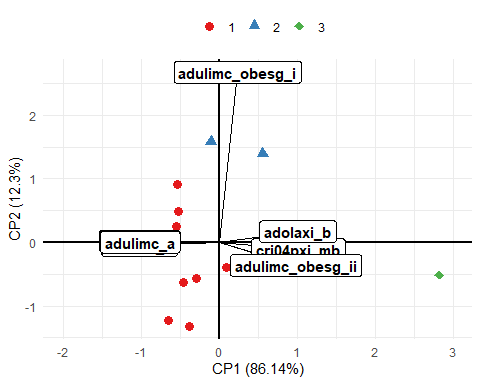 1 2 3
adulimc_obesg_i
2
1
adolaxi_b
0
adulimc_a
cri04pxi_mb
adulimc_obesg_ii
-1
-2 -1 0 1 2 3
CP1 (86.14%)
CP2 (12.3%)